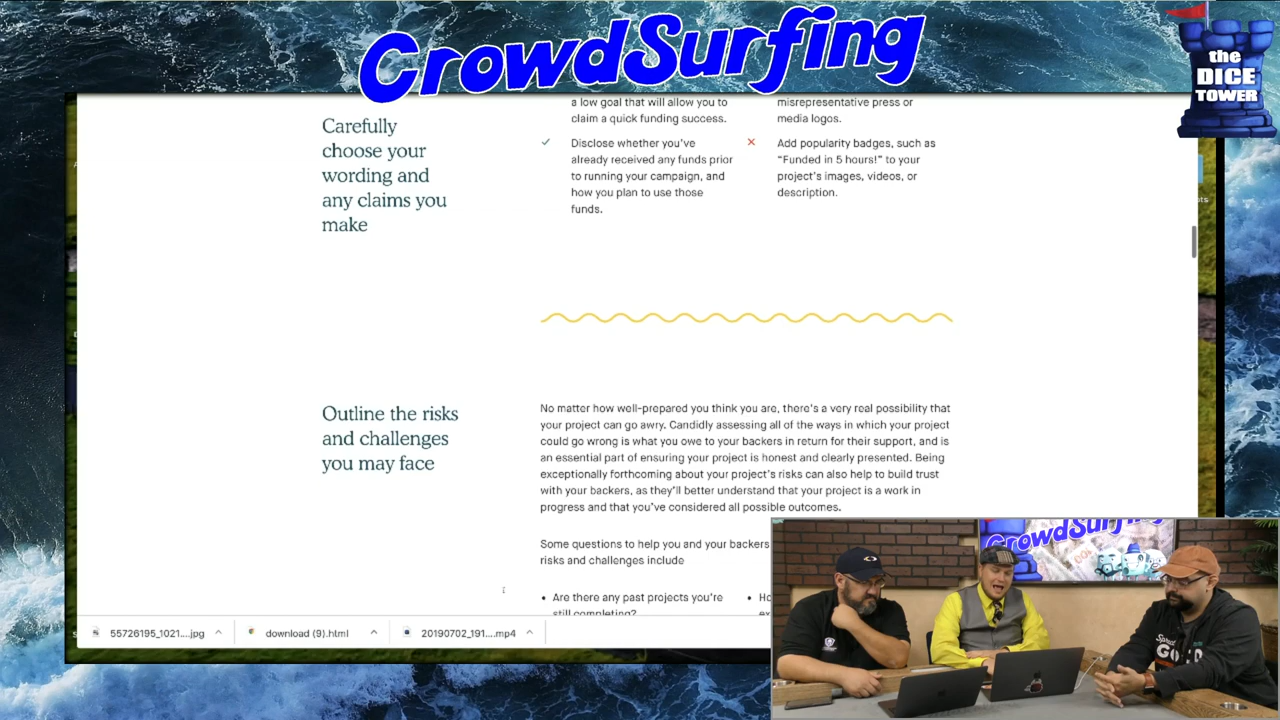 CrowdSurfing
the
DICE
TOWER
Carefully
choose your
wording and
any claims you
make
a low goal that will allow you to
claim a quick funding success.
Disclose whether you've
already received any funds prior
to running your campaign, and
how you plan to use those
funds.
misrepresentative press or
media logos.
Add popularity badges, such as
"Funded in 5 hours!" to your
project's images, videos, or
description.
Outline the risks
and challenges
you may face
No matter how well-prepared you think you are, there's a very real possibility that
your project can go awry. Candidly assessing all of the ways in which your project
could go wrong is what you owe to your backers in return for their support, and is
an essential part of ensuring your project is honest and clearly presented. Being
exceptionally forthcoming about your project's risks can also help to build trust
with your backers, as they'll better understand that your project is a work in
progress and that you've considered all possible outcomes.
Some questions to help you and your backers
risks and challenges include
• Are there any past projects you're
still completing?
55726195_1021....jpg
download (9).html
20190702_191....mp4
CrowdSurfing